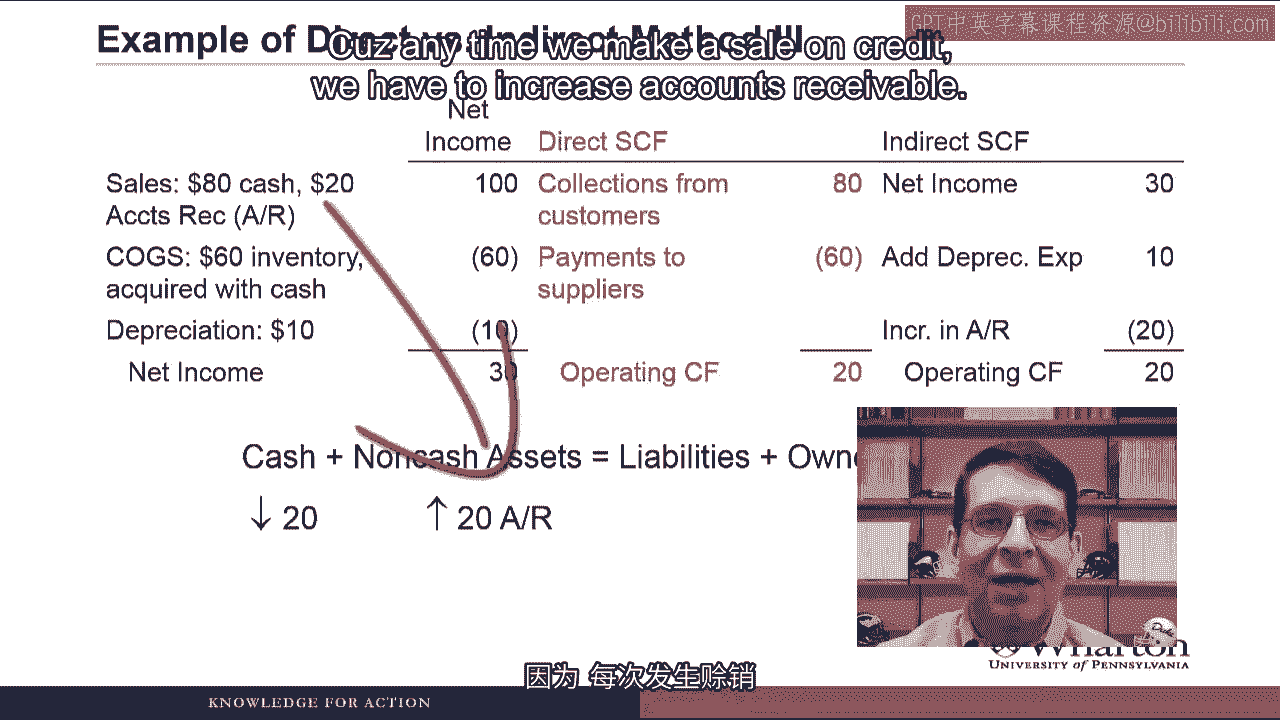 GPT中英字幕课程资源@bilibili.com
Example of Direct vs. Indirect Method III
Cuz any time we make a sale on credit,
we have to increase accounts receivable.
Net
Income Direct SCF Indirect SCF
Sales: $80 cash, $20 100 Collections from 80 Net Income 30
Accts Rec (A/R) customers
COGS: $60 inventory, (60) Payments to (60) Add Deprec. Exp 10
acquired with cash suppliers
Depreciation: $10 (10) Incr. in A/R (20)
Net Income 30 Operating CF 20 Operating CF 20
Cash + Noncash Assets = Liabilities +
↓ 20 ↑ 20 A/R
Wharton
UNIVERSITY of PENNSYLVANIA
因为 每次发生赊销
KNOWLEDGE FOR ACTION